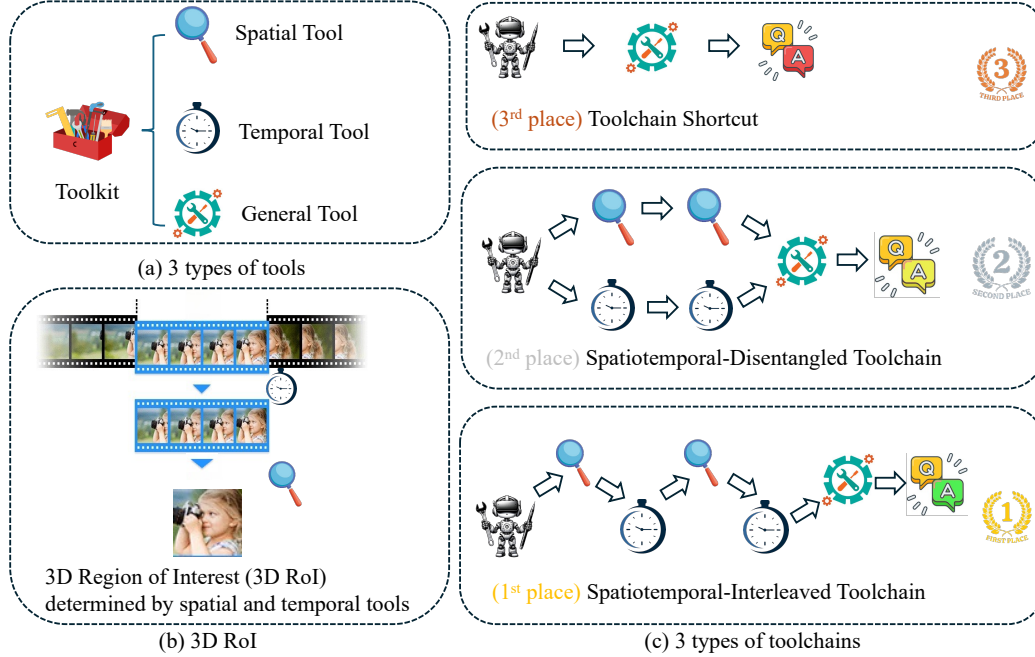 Spatial Tool
Temporal Tool
Toolkit
General Tool
(a) 3 types of tools
3D Region of Interest (3D RoI)
determined by spatial and temporal tools
(b) 3D RoI
Q
A
3
THIRD PLACE
(3rd place) Toolchain Shortcut
Q
A
2
SECOND PLACE
(2nd place) Spatiotemporal-Disentangled Toolchain
Q
A
1
FIRST PLACE
(1st place) Spatiotemporal-Interleaved Toolchain
(c) 3 types of toolchains